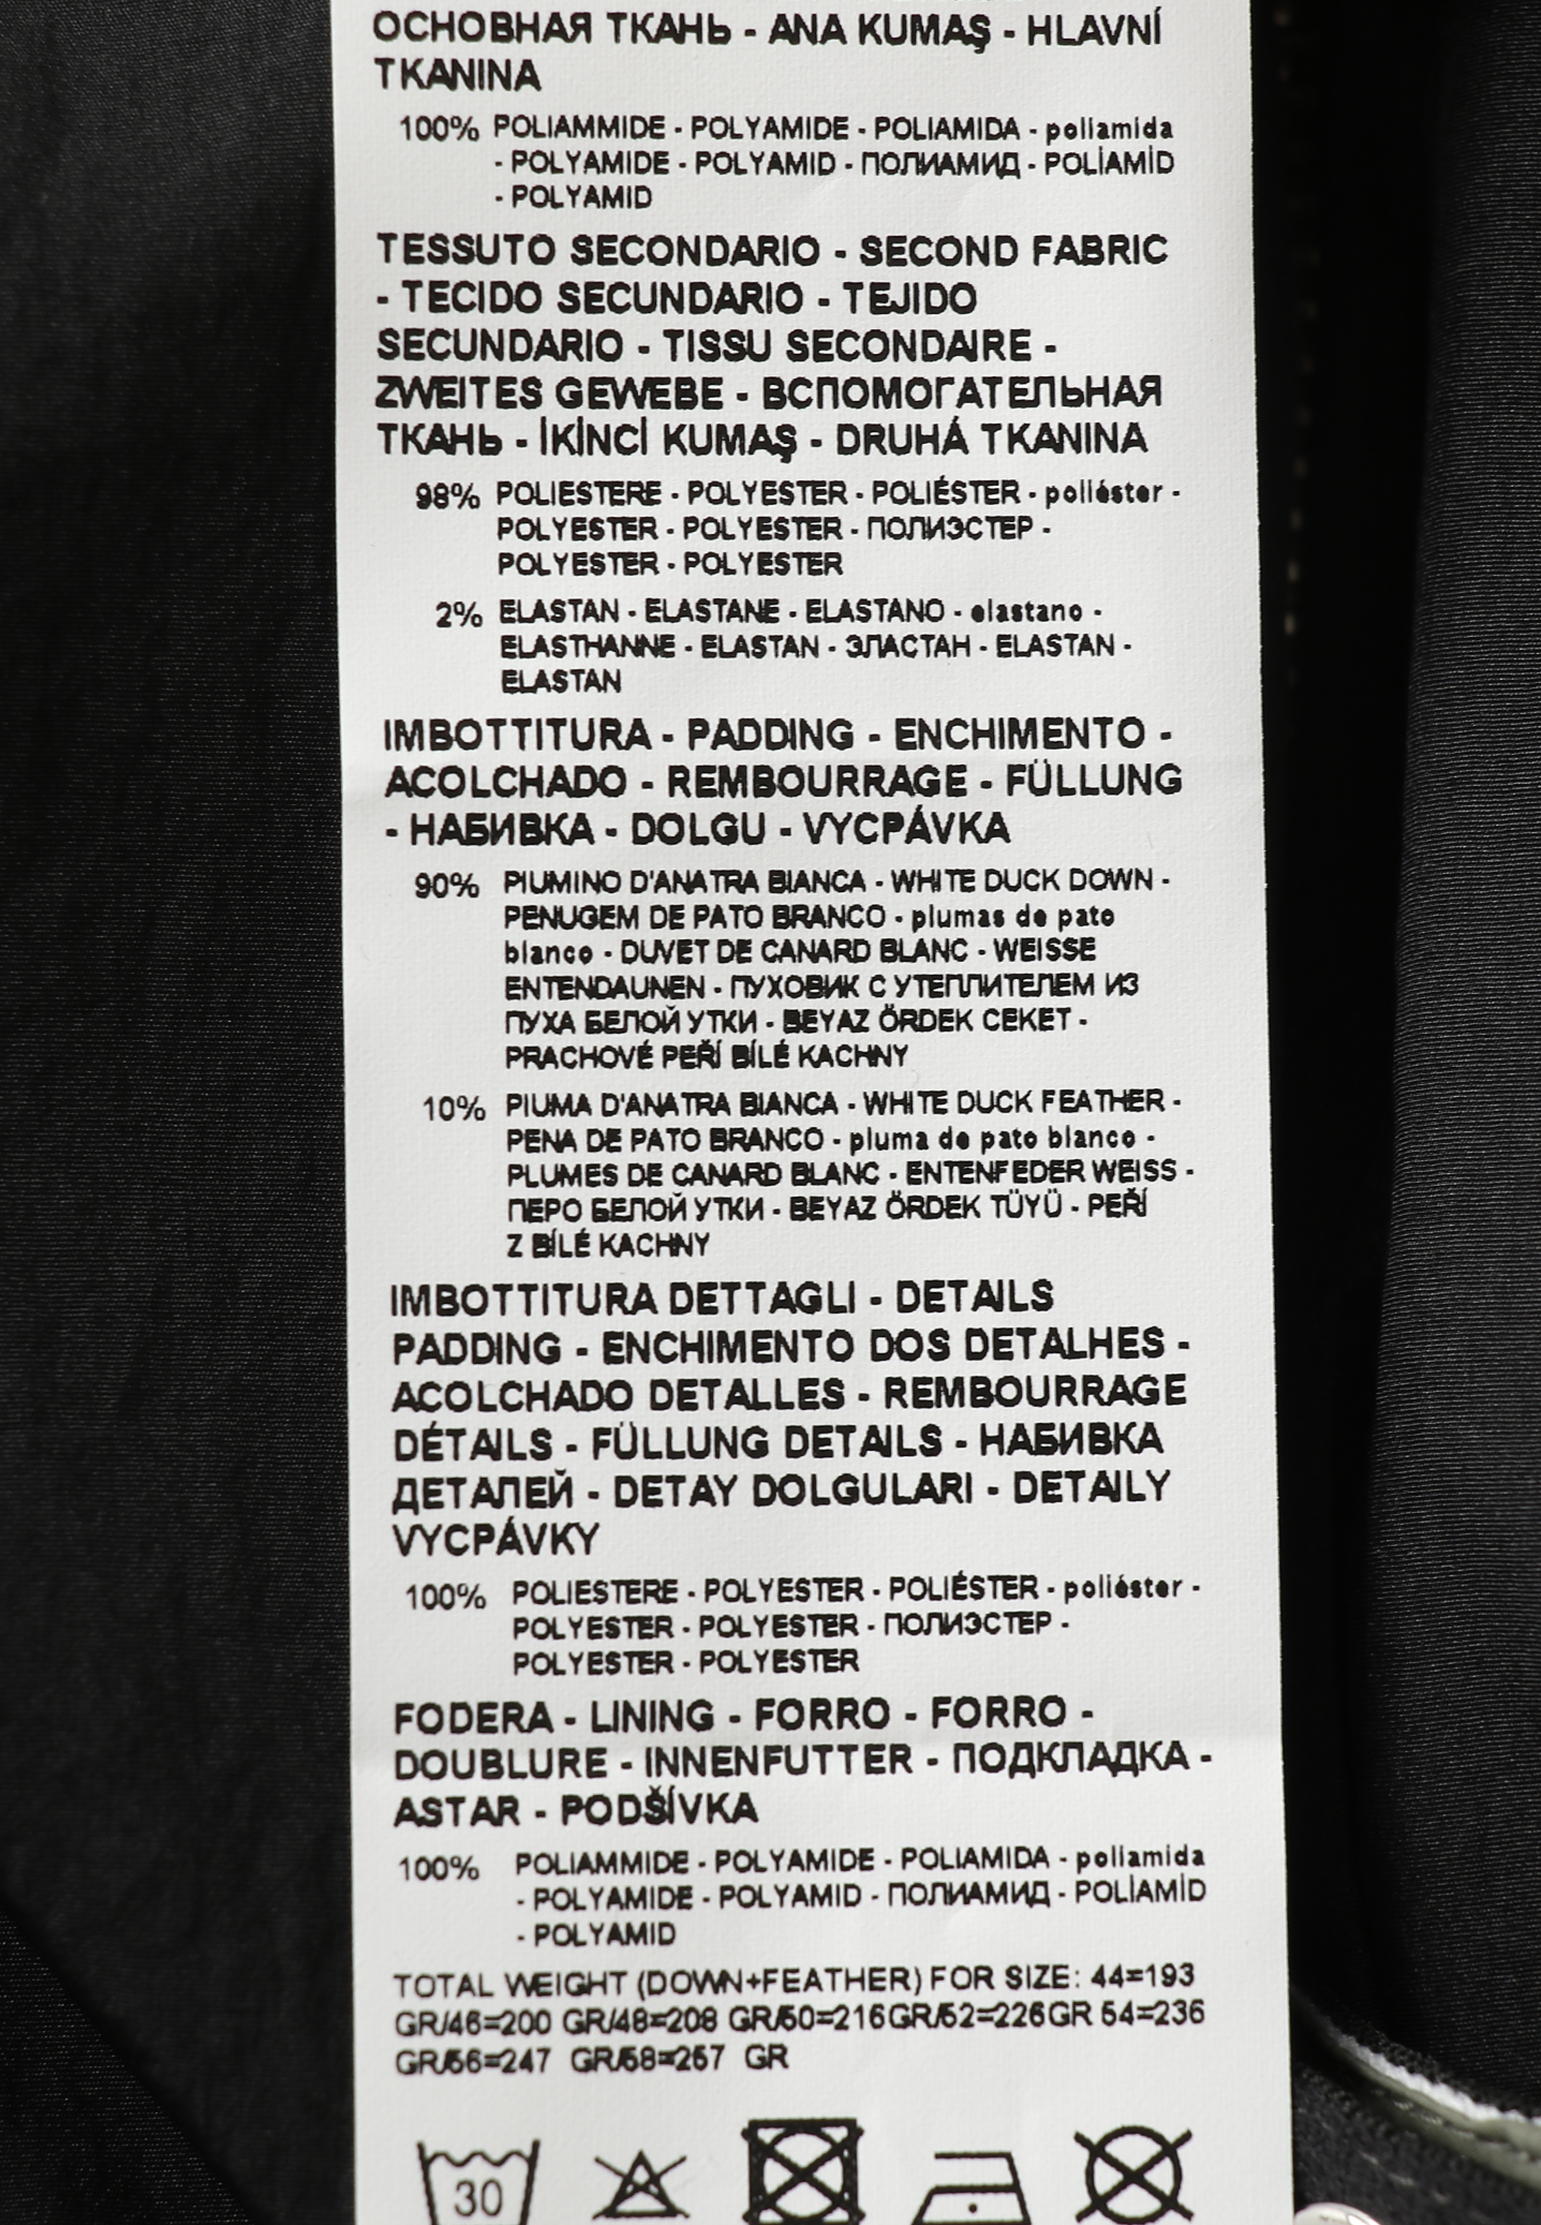 ОСНОВНАЯ ТКАНЬ - ANA KUMAŞ - HLAVNÍ
TKANINA
100% POLIAMMIDE - POLYAMIDE - POLIAMIDA - poliamida
- POLYAMIDE - POLYAMID - ПОЛИАМИД - POLİAMİD
- POLYAMID
TESSUTO SECONDARIO - SECOND FABRIC
- TECIDO SECUNDARIO - TEJIDO
SECUNDARIO - TISSU SECONDAIRE -
ZWEITES GEWEBE - ВСПОМОГАТЕЛЬНАЯ
ТКАНЬ - İKİNCİ KUMAŞ - DRUHÁ TKANINA
98% POLIESTERE - POLYESTER - POLIÉSTER - poliéster -
POLYESTER - POLYESTER - ПОЛИЭСТЕР -
POLYESTER - POLYESTER
2% ELASTAN - ELASTANE - ELASTANO - elastano -
ELASTHANNE - ELASTAN - ЭЛАСТАН - ELASTAN -
ELASTAN
IMBOTTITURA - PADDING - ENCHIMENTO -
ACOLCHADO - REMBOURRAGE - FÜLLUNG
- НАБИВКА - DOLGU - VYCPÁVKA
90% PIUMINO D'ANATRA BIANCA - WHITE DUCK DOWN -
PENUGEM DE PATO BRANCO - plumas de pato
blanco - DUVET DE CANARD BLANC - WEISSE
ENTENDAUNEN - ПУХОВИК С УТЕПЛИТЕЛЕМ ИЗ
ПУХА БЕЛОЙ УТКИ - BEYAZ ÖRDEK CEKET -
PRACHOVÉ PEŘÍ BÍLÉ KACHNY
10% PIUMA D'ANATRA BIANCA - WHITE DUCK FEATHER -
PENA DE PATO BRANCO - pluma de pato blanco -
PLUMES DE CANARD BLANC - ENTENFEDER WEISS -
ПЕРО БЕЛОЙ УТКИ - BEYAZ ÖRDEK TÜYÜ - PEŘÍ
Z BÍLÉ KACHNY
IMBOTTITURA DETTAGLI - DETAILS
PADDING - ENCHIMENTO DOS DETALHES -
ACOLCHADO DETALLES - REMBOURRAGE
DÉTAILS - FÜLLUNG DETAILS - НАБИВКА
ДЕТАЛЕЙ - DETAY DOLGULARI - DETAILY
VYCPÁVKY
100% POLIESTERE - POLYESTER - POLIÉSTER - poliéster -
POLYESTER - POLYESTER - ПОЛИЭСТЕР -
POLYESTER - POLYESTER
FODERA - LINING - FORRO - FORRO -
DOUBLURE - INNENFUTTER - ПОДКЛАДКА -
ASTAR - PODŠÍVKA
100% POLIAMMIDE - POLYAMIDE - POLIAMIDA - poliamida
- POLYAMIDE - POLYAMID - ПОЛИАМИД - POLİAMİD
- POLYAMID
TOTAL WEIGHT (DOWN+FEATHER) FOR SIZE: 44=193
GR/46=200 GR/48=208 GR/50=216GR/52=226GR 54=236
GR/56=247 GR/58=257 GR
30